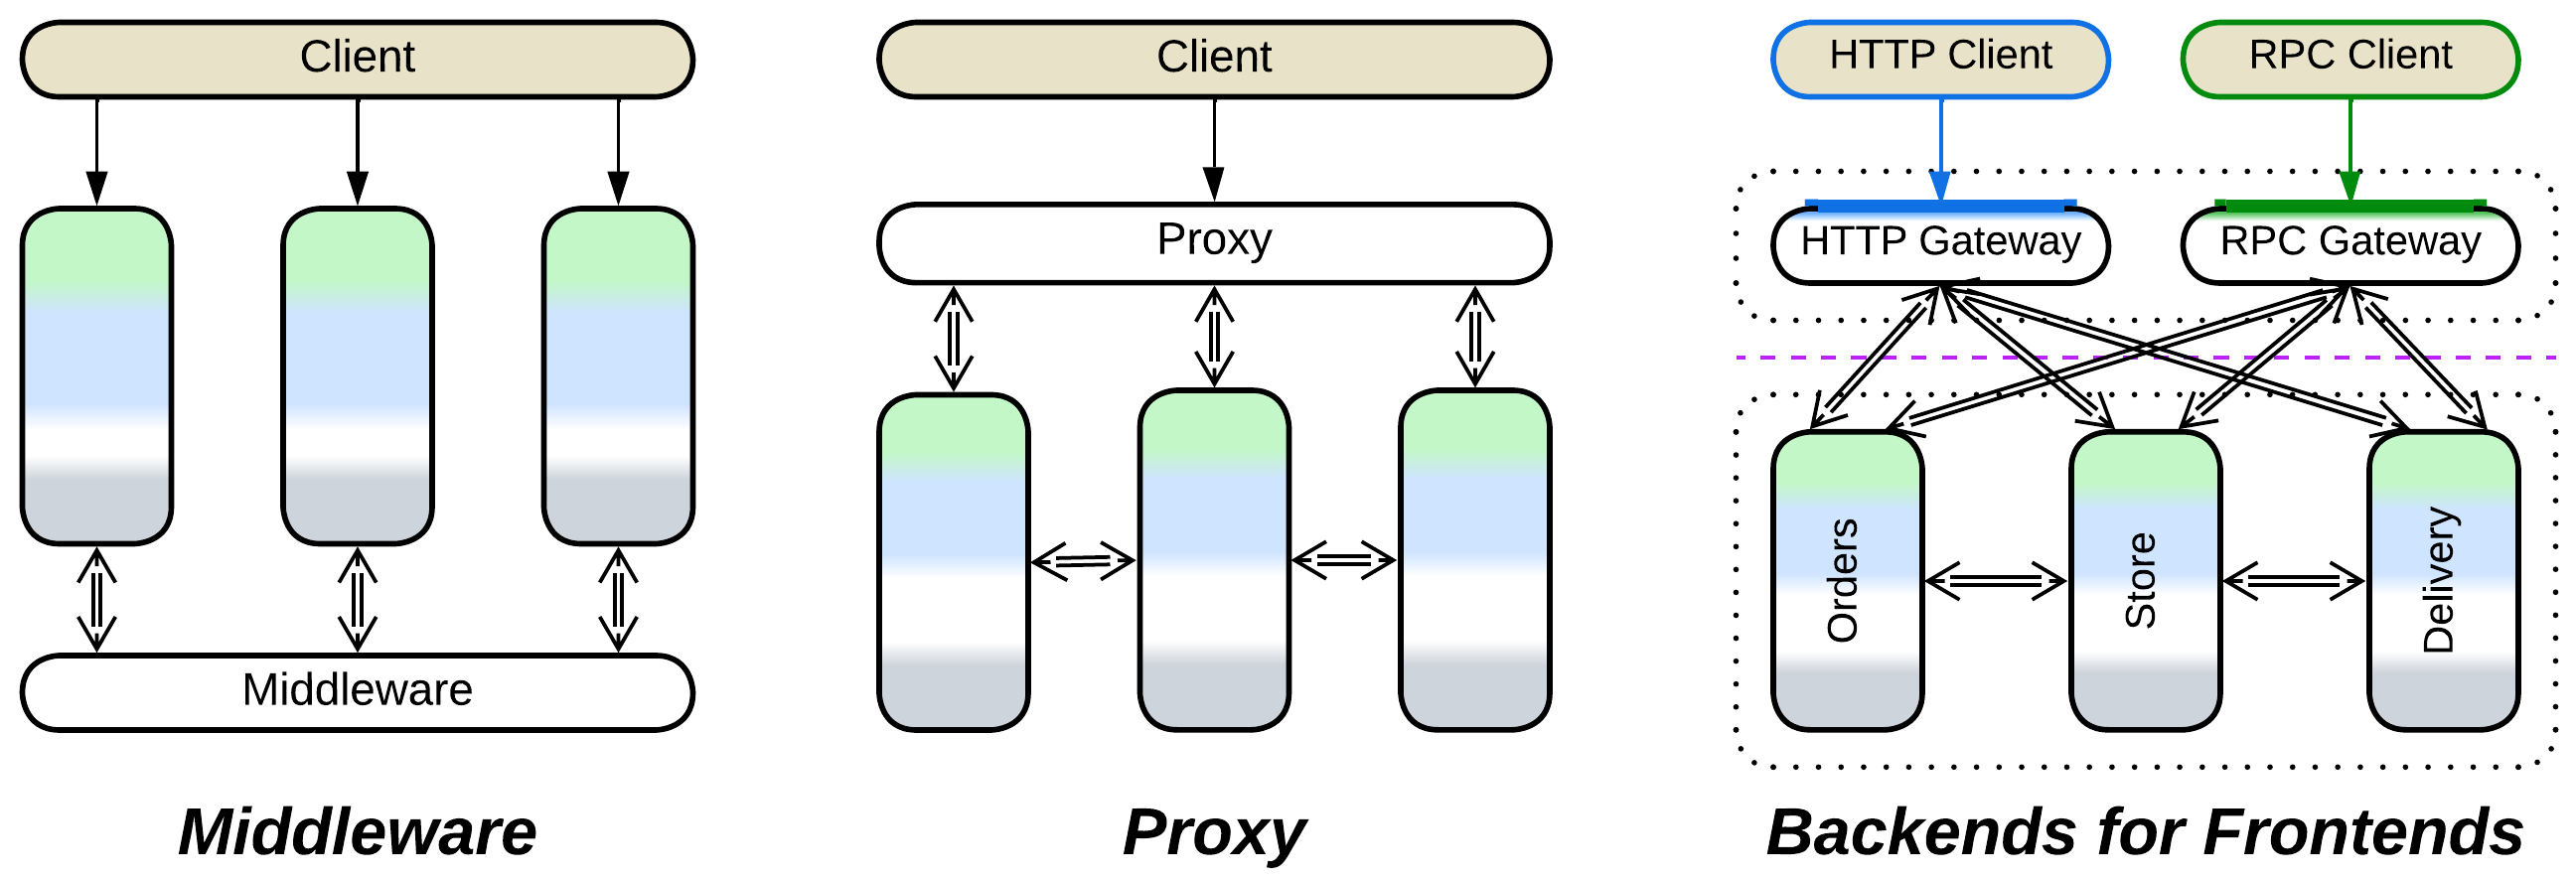 Client
Middleware
Middleware
Client
Proxy
Proxy
HTTP Client
RPC Client
HTTP Gateway
RPC Gateway
Orders
Store
Delivery
Backends for Frontends